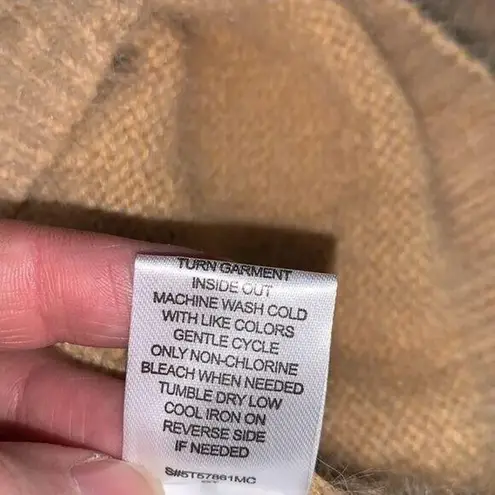 TURN GARMENT
INSIDE OUT
MACHINE WASH COLD
WITH LIKE COLORS
GENTLE CYCLE
ONLY NON-CHLORINE
BLEACH WHEN NEEDED
TUMBLE DRY LOW
COOL IRON ON
REVERSE SIDE
IF NEEDED
S#5T57861MC